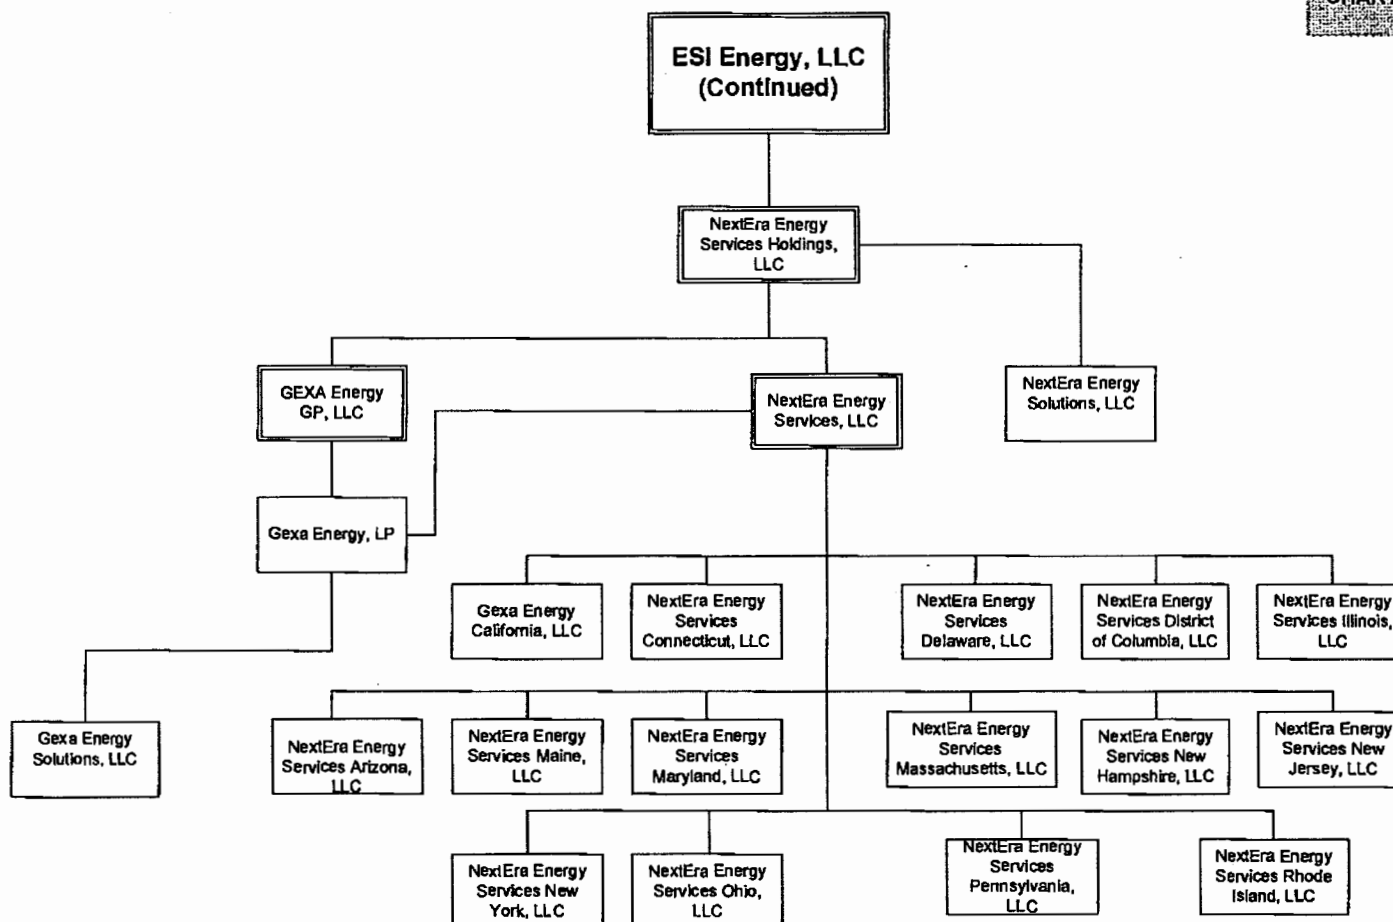 CHART
ESI Energy, LLC
(Continued)
NextEra Energy
Services Holdings,
LLC
GEXA Energy
GP, LLC
NextEra Energy
Services, LLC
NextEra Energy
Solutions, LLC
Gexa Energy, LP
Gexa Energy
California, LLC
NextEra Energy
Services
Connecticut, LLC
NextEra Energy
Services
Delaware, LLC
NextEra Energy
Services District
of Columbia, LLC
NextEra Energy
Services Illinois,
LLC
Gexa Energy
Solutions, LLC
NextEra Energy
Services Arizona,
LLC
NextEra Energy
Services Maine,
LLC
NextEra Energy
Services
Maryland, LLC
NextEra Energy
Services
Massachusetts, LLC
NextEra Energy
Services New
Hampshire, LLC
NextEra Energy
Services New
Jersey, LLC
NextEra Energy
Services New
York, LLC
NextEra Energy
Services Ohio,
LLC
NextEra Energy
Services
Pennsylvania,
LLC
NextEra Energy
Services Rhode
Island, LLC